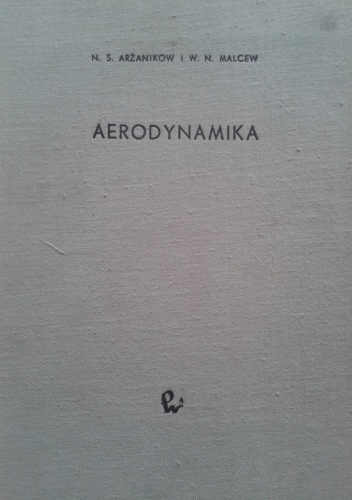 N. S. ARŻANIKOW I W. N. MALCEW
AERODYNAMIKA